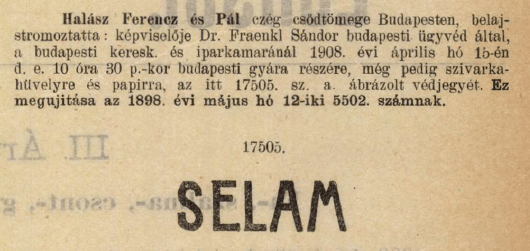 Halász Ferencz és Pál czég csődtömege Budapesten, belaj-
stromoztatta: képviselője Dr. Fraenkl Sándor budapesti ügyvéd által,
a budapesti keresk. és iparkamaránál 1908. évi április hó 15-én
d. e. 10 óra 30 p.-kor budapesti gyára részére, még pedig szivarka-
hüvelyre és papirra, az itt 17505. sz. a. ábrázolt védjegyét. Ez
megujitása az 1898. évi május hó 12-iki 5502. számnak.
17505.
SELAM